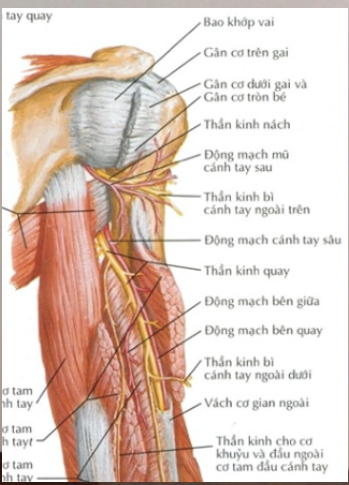 tay quay
Bao khớp vai
Gân cơ trên gai
Gân cơ dưới gai và
Gân cơ tròn bé
Thần kinh nách
Động mạch mũ
cánh tay sau
Thần kinh bì
cánh tay ngoài trên
Động mạch cánh tay sâu
Thần kinh quay
Động mạch bên giữa
Động mạch bên quay
Thần kinh bì
cánh tay ngoài dưới
Vách cơ gian ngoài
Thần kinh cho cơ
khuỷu và đầu ngoài
cơ tam đầu cánh tay
ơ tam
nh tay
ơ tam
h tayt
ơ tam
nh tay